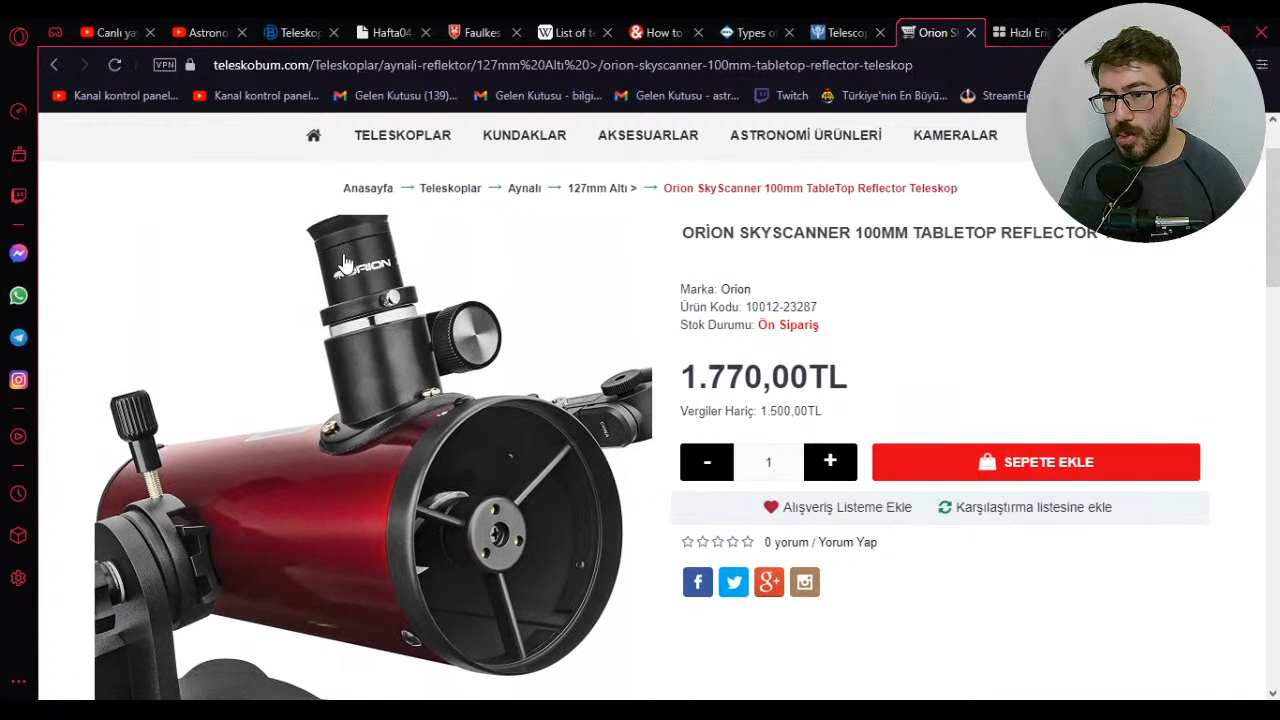 Canlı ya
Astrono
Teleskop
Hafta04
Faulkes
List of te
How to
Types o
Telescop
Orion S
Hızlı Eri
VPN
teleskobum.com/Teleskoplar/aynali-reflektor/127mm%20Altı%20>/orion-skyscanner-100mm-tabletop-reflector-teleskop
Kanal kontrol panel...
Kanal kontrol panel...
Gelen Kutusu (139)...
Gelen Kutusu - bilgi...
Gelen Kutusu - astr...
Twitch
Türkiye'nin En Büyü...
StreamEle
TELESKOPLAR
KUNDAKLAR
AKSESUARLAR
ASTRONOMİ ÜRÜNLERİ
KAMERALAR
Anasayfa → Teleskoplar → Aynalı → 127mm Altı > → Orion SkyScanner 100mm TableTop Reflector Teleskop
ORION
ORİON SKYSCANNER 100MM TABLETOP REFLECTOR
Marka: Orion
Ürün Kodu: 10012-23287
Stok Durumu: Ön Sipariş
1.770,00TL
Vergiler Hariç: 1.500,00TL
- 1 +
SEPETE EKLE
Alışveriş Listeme Ekle
Karşılaştırma listesine ekle
0 yorum / Yorum Yap